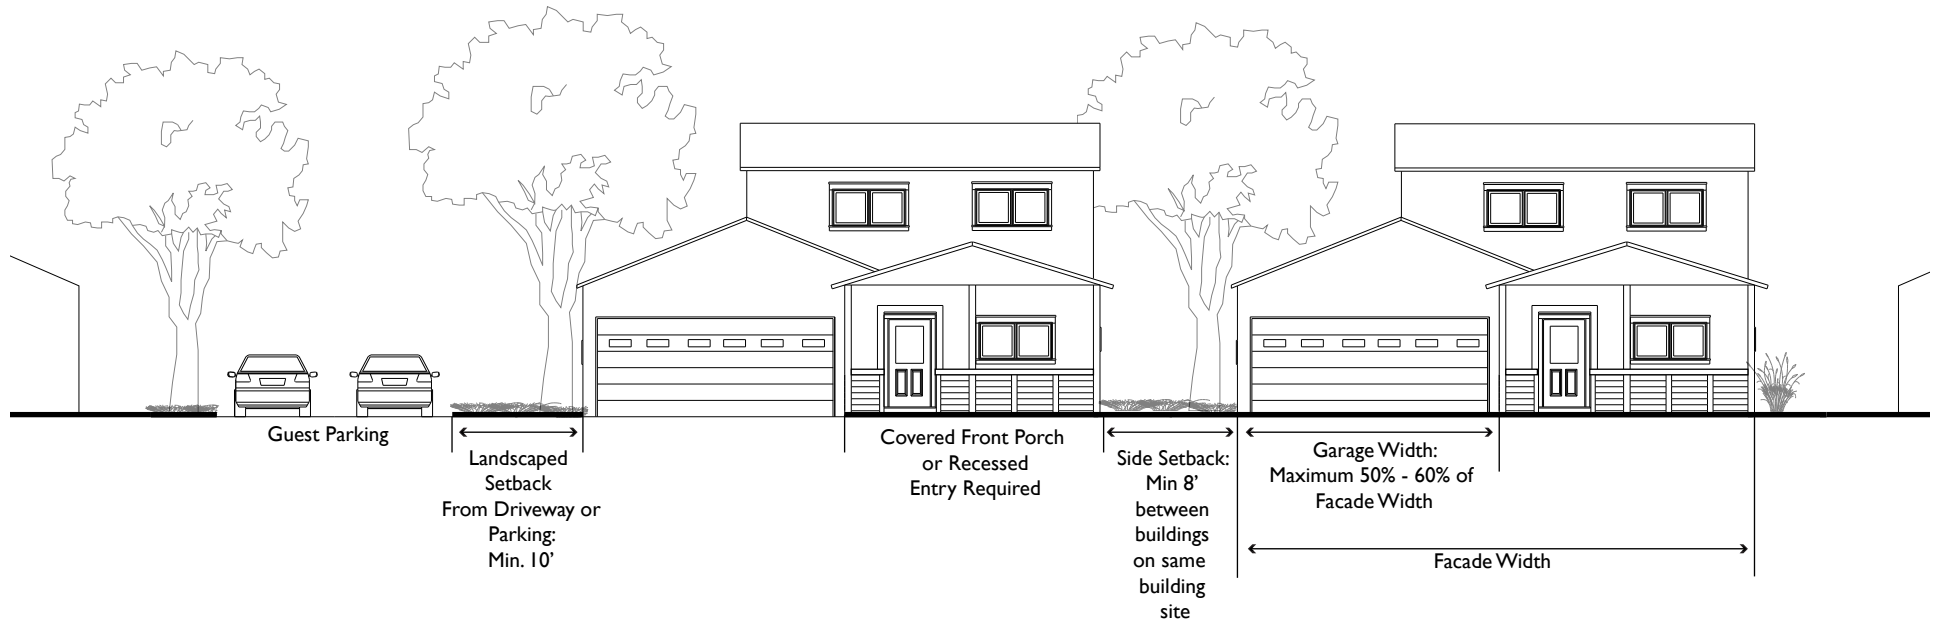 Guest Parking
Landscaped
Setback
From Driveway or
Parking:
Min. 10’
Covered Front Porch
or Recessed
Entry Required
Side Setback:
Min 8’
between
buildings
on same
building
site
Garage Width:
Maximum 50% - 60% of
Facade Width
Facade Width